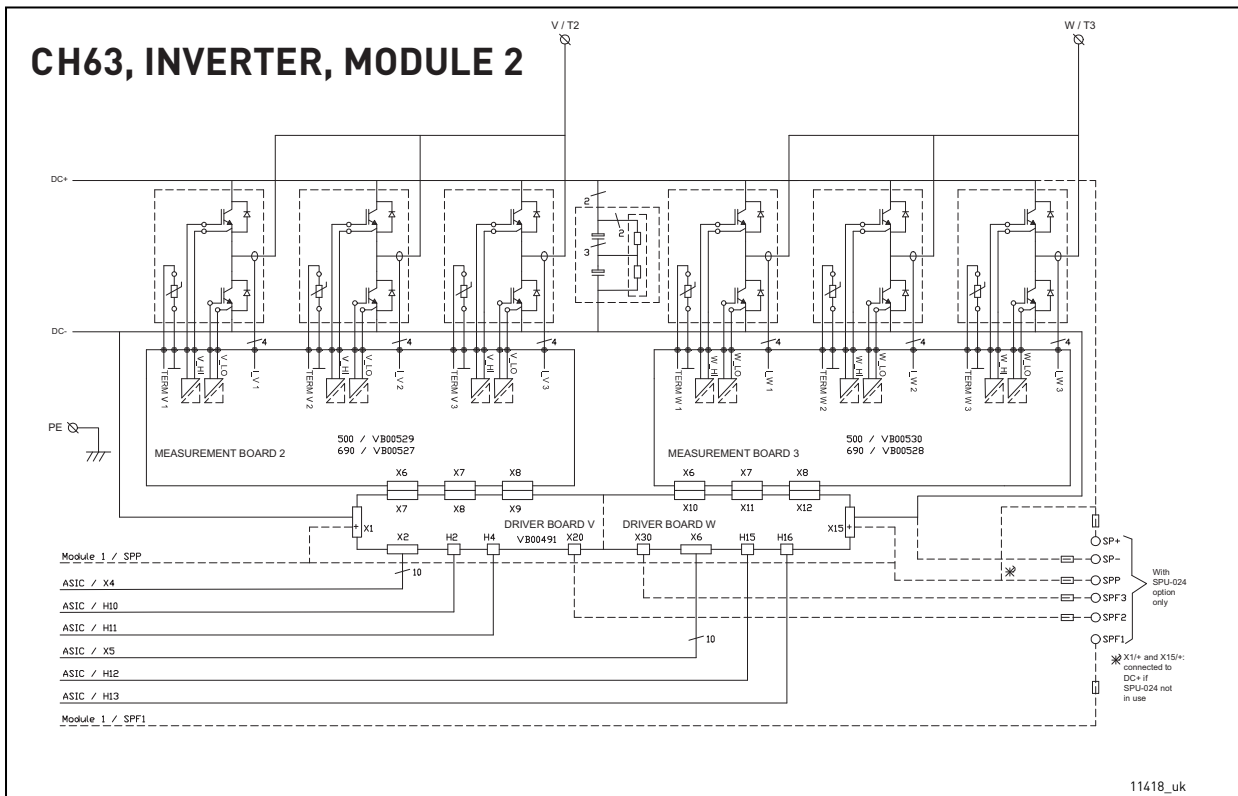 V / T2
W / T3
CH63, INVERTER, MODULE 2
DC+
2
2
3
DC-
4
4
4
4
4
4
TERM V 1
V_HI
V_LO
I_V 1
TERM V 2
V_HI
V_LO
I_V 2
TERM V 3
V_HI
V_LO
I_V 3
TERM W 1
W_HI
W_LO
I_W 1
TERM W 2
W_HI
W_LO
I_W 2
TERM W 3
W_HI
W_LO
I_W 3
PE
MEASUREMENT BOARD 2
500 / VB00529
690 / VB00527
MEASUREMENT BOARD 3
500 / VB00530
690 / VB00528
X6
X7
X8
X6
X7
X8
X7
X8
X9
X10
X11
X12
+
X1
DRIVER BOARD V
VB00491
DRIVER BOARD W
X15
+
X2
H2
H4
X20
X30
X6
H15
H16
Module 1 / SPP
10
ASIC / X4
ASIC / H10
ASIC / H11
10
ASIC / X5
ASIC / H12
ASIC / H13
Module 1 / SPF1
SP+
SP-
SPP
SPF3
SPF2
SPF1
With
SPU-024
option
only
X1/+ and X15/+:
connected to
DC+ if
SPU-024 not
in use
11418_uk